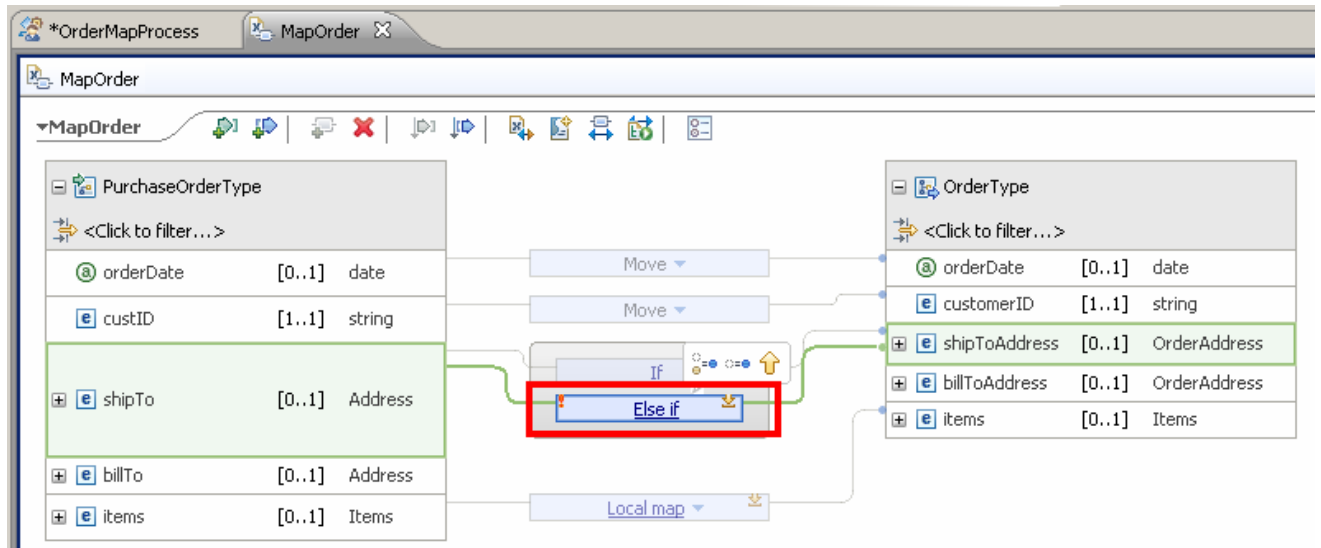 *OrderMapProcess MapOrder
MapOrder
MapOrder
PurchaseOrderType
<Click to filter...>
orderDate [0..1] date
custID [1..1] string
shipTo [0..1] Address
billTo [0..1] Address
items [0..1] Items
Move
Move
If
Else if
Local map
OrderType
<Click to filter...>
orderDate [0..1] date
customerID [1..1] string
shipToAddress [0..1] OrderAddress
billToAddress [0..1] OrderAddress
items [0..1] Items